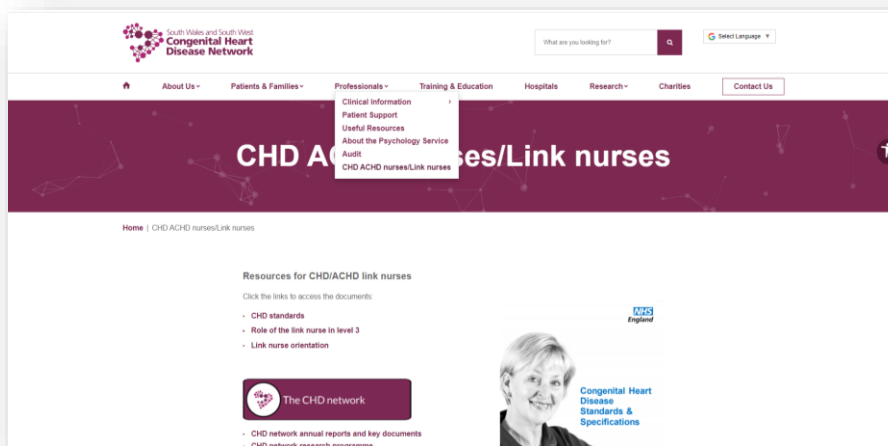 South Wales and South West
Congenital Heart
Disease Network
What are you looking for?
Select Language ▼
About Us
Patients & Families
Professionals
Training & Education
Hospitals
Research
Charities
Contact Us
Clinical Information
Patient Support
Useful Resources
About the Psychology Service
Audit
CHD ACHD nurses/Link nurses
CHD A ses/Link nurses
Home | CHD ACHD nurses/Link nurses
Resources for CHD/ACHD link nurses
Click the links to access the documents:
CHD standards
Role of the link nurse in level 3
Link nurse orientation
The CHD network
CHD network annual reports and key documents
CHD network research programme
NHS
England
Congenital Heart
Disease
Standards &
Specifications